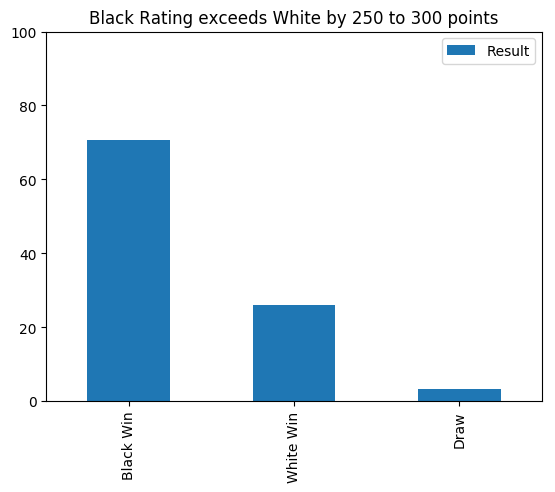 Black Rating exceeds White by 250 to 300 points
Result
100
80
60
40
20
0
Black Win
White Win
Draw